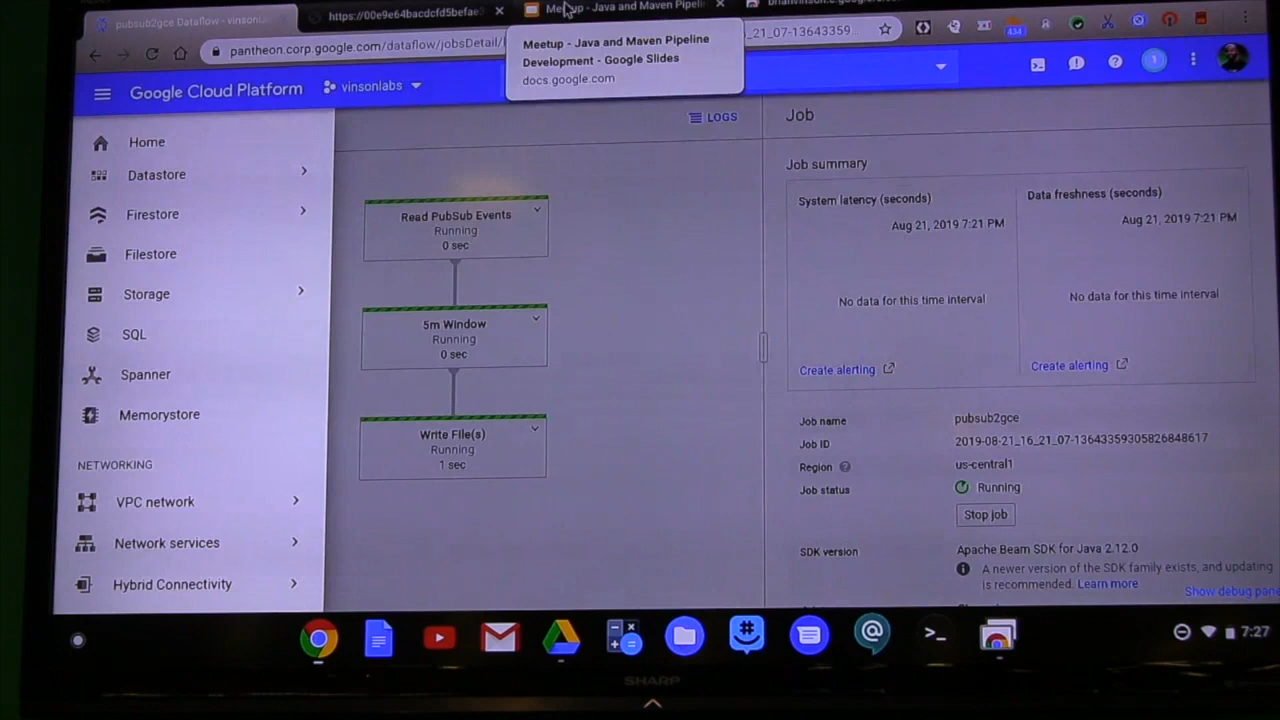 pubsub2gce Dataflow - vinsonla
https://00e9e64bacdcfd5befae
Meetup - Java and Maven Pipeli
pantheon.corp.google.com/dataflow/jobsDetail/
_21_07-13643359...
434
Meetup - Java and Maven Pipeline
Development - Google Slides
docs.google.com
Google Cloud Platform
vinsonlabs
1
Home
Datastore
Firestore
Filestore
Storage
SQL
Spanner
Memorystore
NETWORKING
VPC network
Network services
Hybrid Connectivity
LOGS
Read PubSub Events
Running
0 sec
5m Window
Running
0 sec
Write File(s)
Running
1 sec
Job
Job summary
System latency (seconds)
Aug 21, 2019 7:21 PM
No data for this time interval
Create alerting
Data freshness (seconds)
Aug 21, 2019 7:21 PM
No data for this time interval
Create alerting
Job name pubsub2gce
Job ID 2019-08-21_16_21_07-13643359305826848617
Region us-central1
Job status Running
Stop job
SDK version Apache Beam SDK for Java 2.12.0
A newer version of the SDK family exists, and updating
is recommended. Learn more
Show debug pane
7:27
SHARP